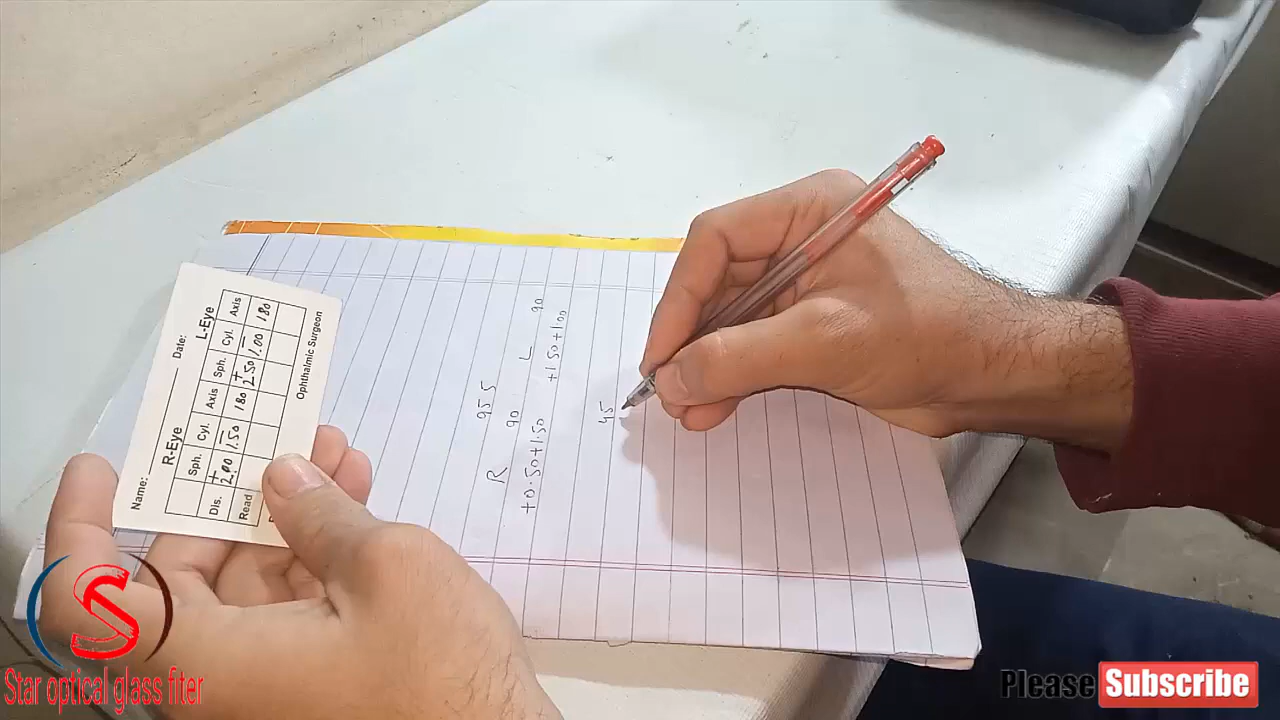 Name: Date:
R-Eye L-Eye
Sph. Cyl. Axis Sph. Cyl. Axis
Dis. +2.00 −1.50 180 +2.50 −1.00 180
Read
Ophthalmic Surgeon
R L
90 90
+0.50+1.50 +1.50+1.00
Star optical glass fiter
Please Subscribe